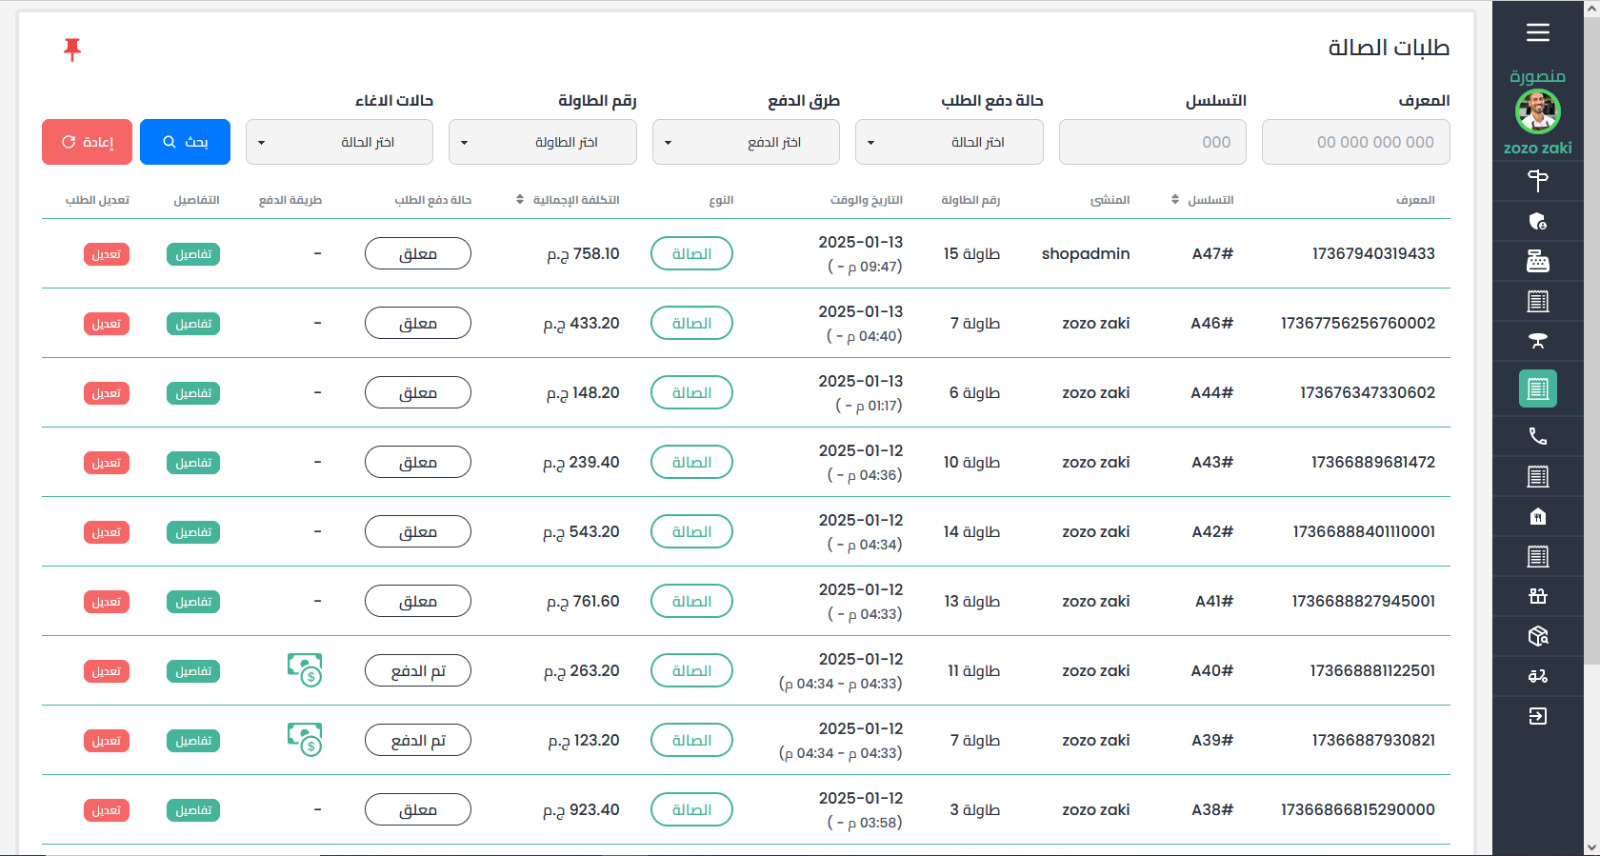 منصورة
zozo zaki
طلبات الصالة
المعرف
التسلسل
حالة دفع الطلب
طرق الدفع
رقم الطاولة
حالات الاغاء
00 000 000 000
000
اختر الحالة
اختر الدفع
اختر الطاولة
اختر الحالة
بحث
إعادة
المعرف التسلسل المنشئ رقم الطاولة التاريخ والوقت النوع التكلفة الإجمالية حالة دفع الطلب طريقة الدفع التفاصيل تعديل الطلب
17367940319433 A47# shopadmin طاولة 15 2025-01-13 الصالة 758.10 ج.م معلق - تفاصيل تعديل
(09:47 م - )
17367756256760002 A46# zozo zaki طاولة 7 2025-01-13 الصالة 433.20 ج.م معلق - تفاصيل تعديل
(04:40 م - )
173676347330602 A44# zozo zaki طاولة 6 2025-01-13 الصالة 148.20 ج.م معلق - تفاصيل تعديل
(01:17 م - )
17366889681472 A43# zozo zaki طاولة 10 2025-01-12 الصالة 239.40 ج.م معلق - تفاصيل تعديل
(04:36 م - )
17366888401110001 A42# zozo zaki طاولة 14 2025-01-12 الصالة 543.20 ج.م معلق - تفاصيل تعديل
(04:34 م - )
1736688827945001 A41# zozo zaki طاولة 13 2025-01-12 الصالة 761.60 ج.م معلق - تفاصيل تعديل
(04:33 م - )
173668881122501 A40# zozo zaki طاولة 11 2025-01-12 الصالة 263.20 ج.م تم الدفع تفاصيل تعديل
(04:33 م - 04:34 م)
17366887930821 A39# zozo zaki طاولة 7 2025-01-12 الصالة 123.20 ج.م تم الدفع تفاصيل تعديل
(04:33 م - 04:34 م)
17366866815290000 A38# zozo zaki طاولة 3 2025-01-12 الصالة 923.40 ج.م معلق - تفاصيل تعديل
(03:58 م - )